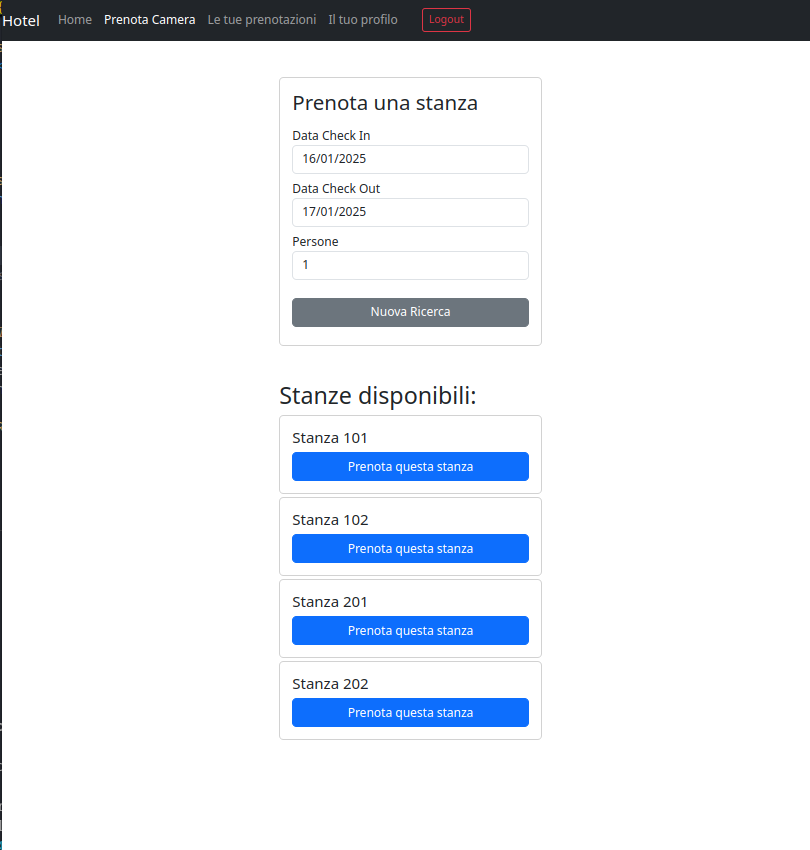 Hotel Home Prenota Camera Le tue prenotazioni Il tuo profilo Logout
Prenota una stanza
Data Check In
16/01/2025
Data Check Out
17/01/2025
Persone
1
Nuova Ricerca
Stanze disponibili:
Stanza 101
Prenota questa stanza
Stanza 102
Prenota questa stanza
Stanza 201
Prenota questa stanza
Stanza 202
Prenota questa stanza